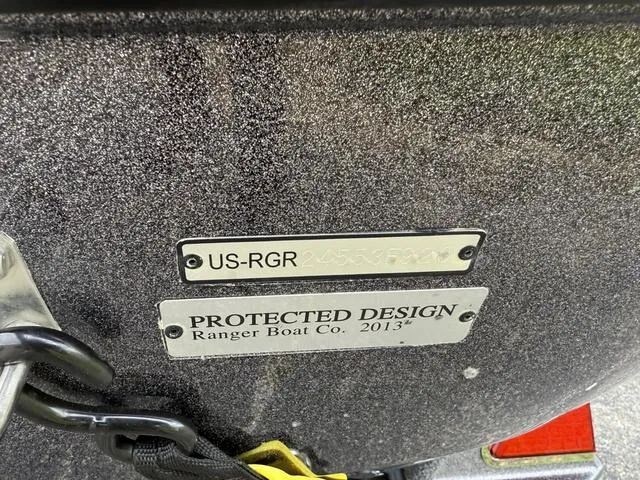 US-RGR
PROTECTED DESIGN
Ranger Boat Co. 2013